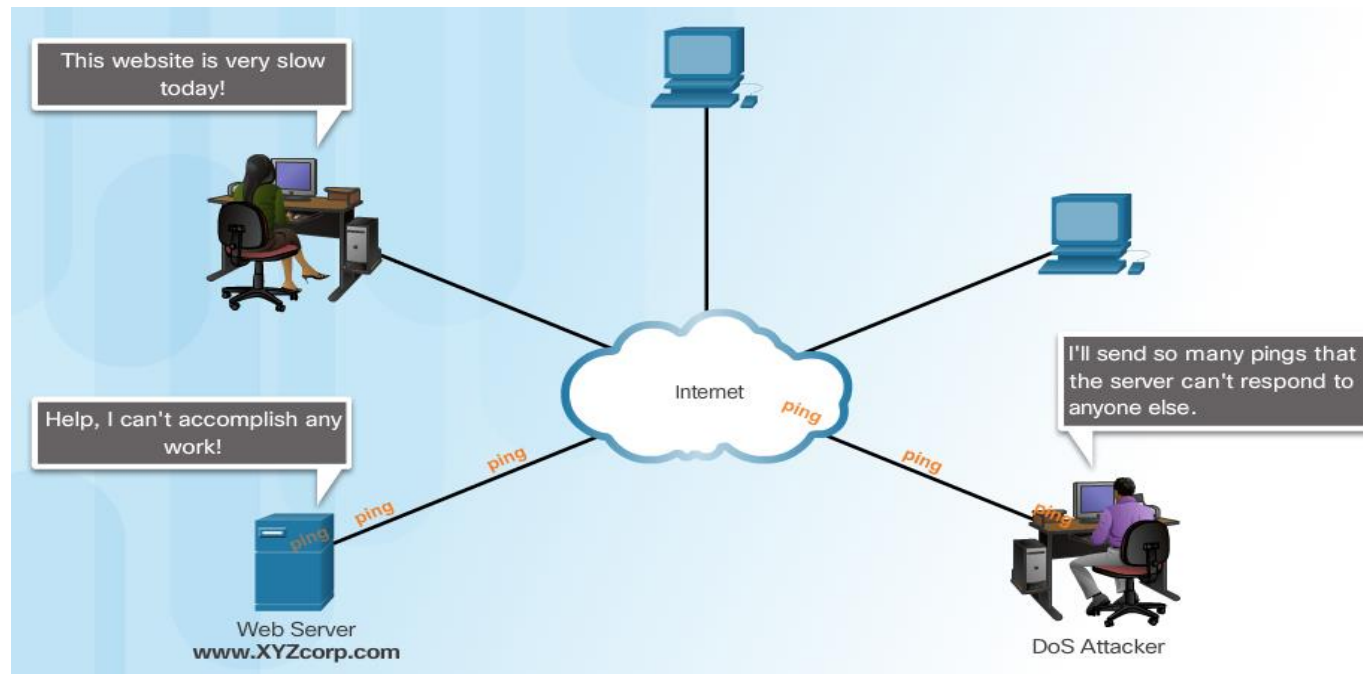 This website is very slow
today!
Internet
I'll send so many pings that
the server can't respond to
anyone else.
Help, I can't accomplish any
work!
ping
ping
ping
ping
ping
ping
Web Server
www.XYZcorp.com
DoS Attacker